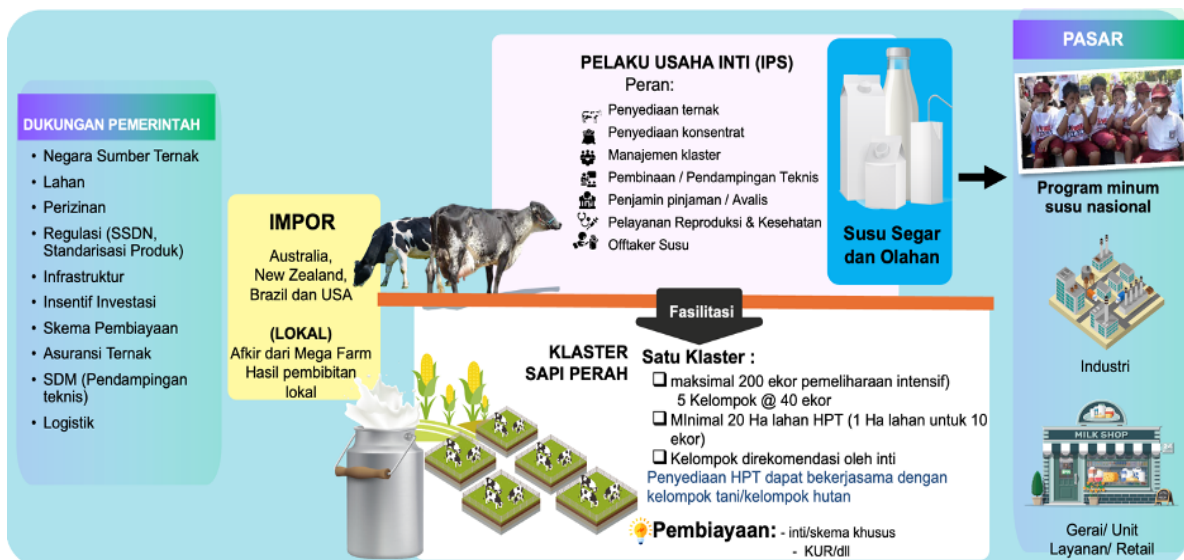 DUKUNGAN PEMERINTAH
• Negara Sumber Ternak
• Lahan
• Perizinan
• Regulasi (SSDN,
Standarisasi Produk)
• Infrastruktur
• Insentif Investasi
• Skema Pembiayaan
• Asuransi Ternak
• SDM (Pendampingan
teknis)
• Logistik
IMPOR
Australia,
New Zealand,
Brazil dan USA
(LOKAL)
Afkir dari Mega Farm
Hasil pembibitan
lokal
PELAKU USAHA INTI (IPS)
Peran:
Penyediaan ternak
Penyediaan konsentrat
Manajemen klaster
Pembinaan / Pendampingan Teknis
Penjamin pinjaman / Avalis
Pelayanan Reproduksi & Kesehatan
Offtaker Susu
Susu Segar
dan Olahan
Fasilitasi
KLASTER
SAPI PERAH
Satu Klaster :
❑ maksimal 200 ekor pemeliharaan intensif)
5 Kelompok @ 40 ekor
❑ MInimal 20 Ha lahan HPT (1 Ha lahan untuk 10
ekor)
❑ Kelompok direkomendasi oleh inti
Penyediaan HPT dapat bekerjasama dengan
kelompok tani/kelompok hutan
Pembiayaan: - inti/skema khusus
- KUR/dll
PASAR
Program minum
susu nasional
Industri
MILK SHOP
Gerai/ Unit
Layanan/ Retail